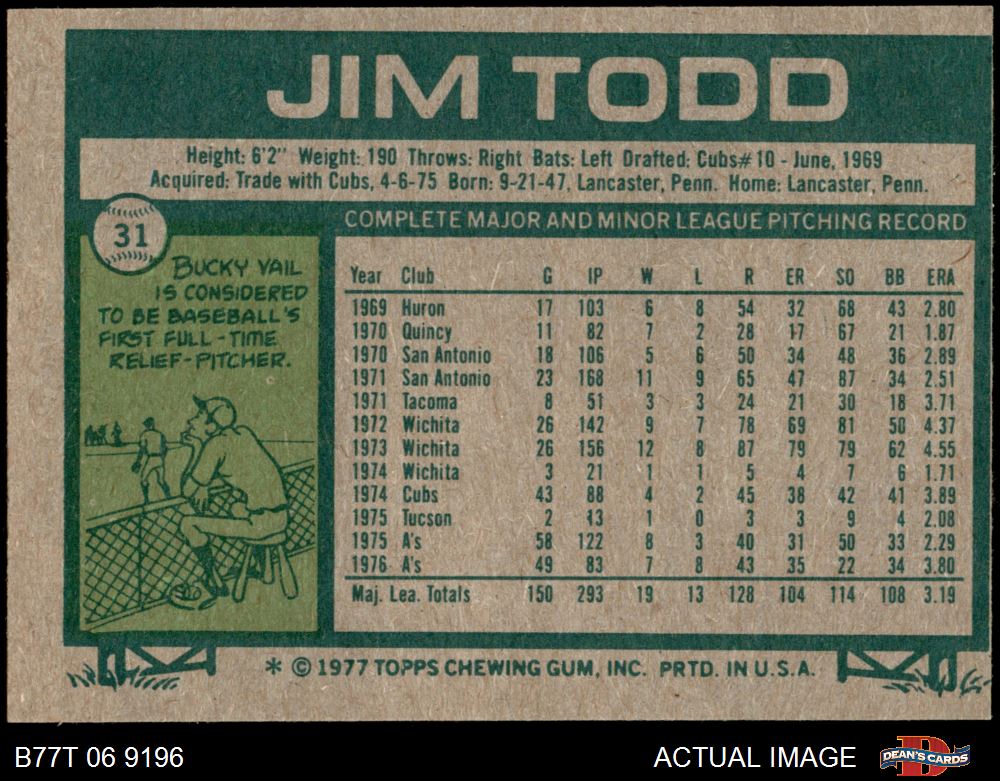 JIM TODD
Height: 6'2" Weight: 190 Throws: Right Bats: Left Drafted: Cubs#10 - June, 1969
Acquired: Trade with Cubs, 4-6-75 Born: 9-21-47, Lancaster, Penn. Home: Lancaster, Penn.
31
BUCKY VAIL
IS CONSIDERED
TO BE BASEBALL'S
FIRST FULL-TIME
RELIEF-PITCHER.
COMPLETE MAJOR AND MINOR LEAGUE PITCHING RECORD
Year Club G IP W L R ER SO BB ERA
1969 Huron 17 103 6 8 54 32 68 43 2.80
1970 Quincy 11 82 7 2 28 17 67 21 1.87
1970 San Antonio 18 106 5 6 50 34 48 36 2.89
1971 San Antonio 23 168 11 9 65 47 87 34 2.51
1971 Tacoma 8 51 3 3 24 21 30 18 3.71
1972 Wichita 26 142 9 7 78 69 81 50 4.37
1973 Wichita 26 156 12 8 87 79 79 62 4.55
1974 Wichita 3 21 1 1 5 4 7 6 1.71
1974 Cubs 43 88 4 2 45 38 42 41 3.89
1975 Tucson 2 13 1 0 3 3 9 4 2.08
1975 A's 58 122 8 3 40 31 50 33 2.29
1976 A's 49 83 7 8 43 35 22 34 3.80
Maj. Lea. Totals 150 293 19 13 128 104 114 108 3.19
* © 1977 TOPPS CHEWING GUM, INC. PRTD. IN U.S.A.
B77T 06 9196
ACTUAL IMAGE
DEAN'S CARDS